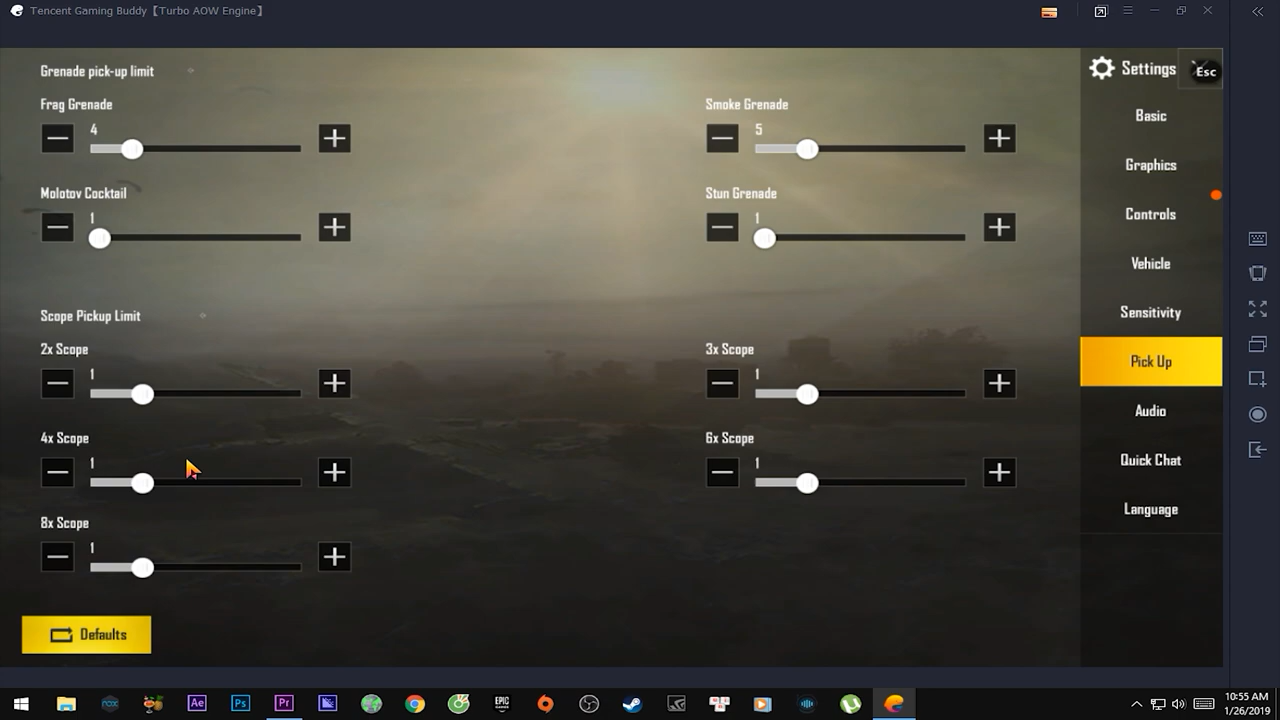 Tencent Gaming Buddy【Turbo AOW Engine】
Grenade pick-up limit
Frag Grenade
4
Smoke Grenade
5
Molotov Cocktail
1
Stun Grenade
1
Scope Pickup Limit
2x Scope
1
3x Scope
1
4x Scope
1
6x Scope
1
8x Scope
1
Defaults
Settings
Esc
Basic
Graphics
Controls
Vehicle
Sensitivity
Pick Up
Audio
Quick Chat
Language
nox
Ae
Ps
Pr
EPIC
GAMES
10:55 AM
1/26/2019